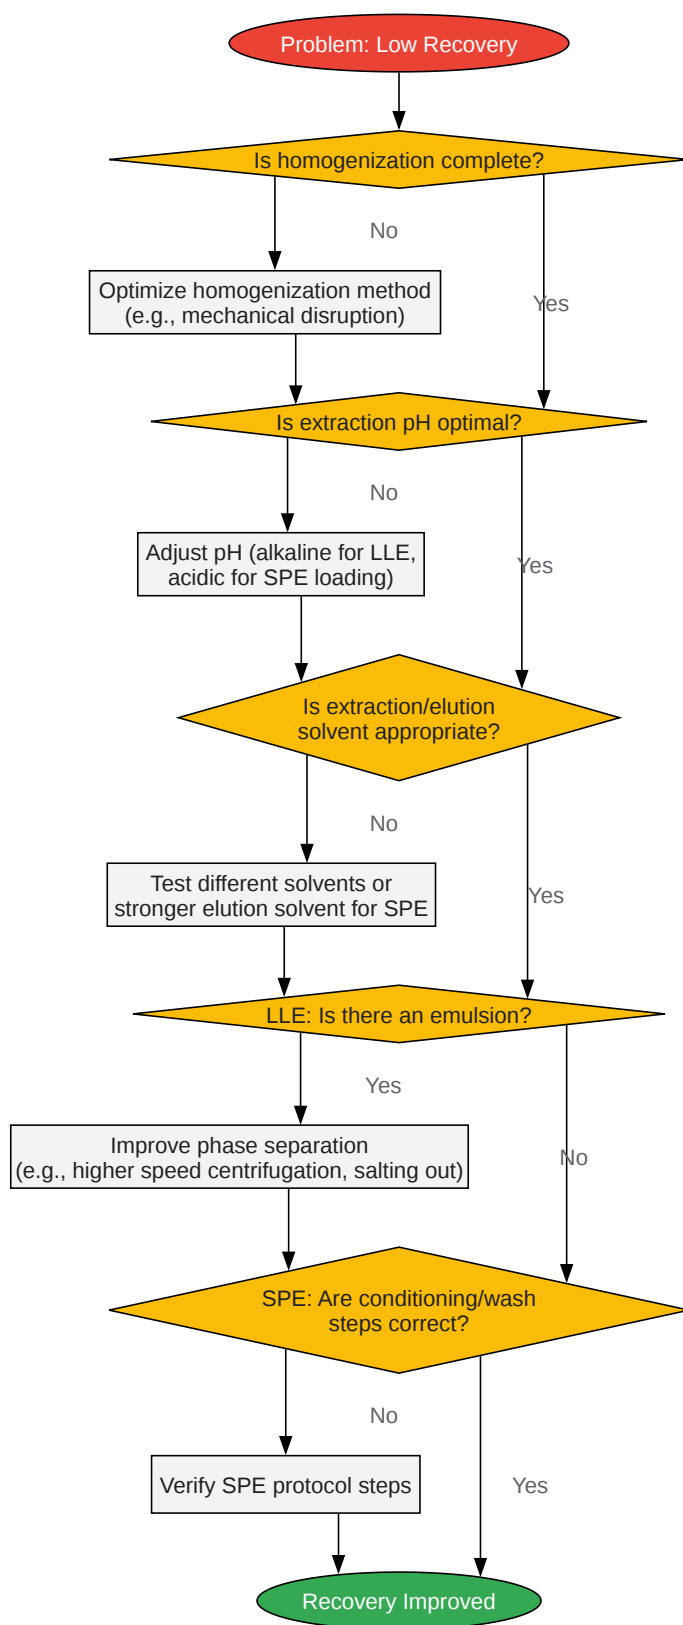 Problem: Low Recovery
Is homogenization complete?
No
Optimize homogenization method
(e.g., mechanical disruption)
Yes
Is extraction pH optimal?
No
Adjust pH (alkaline for LLE,
acidic for SPE loading)
Yes
Is extraction/elution
solvent appropriate?
No
Test different solvents or
stronger elution solvent for SPE
Yes
LLE: Is there an emulsion?
Yes
Improve phase separation
(e.g., higher speed centrifugation, salting out)
No
SPE: Are conditioning/wash
steps correct?
No
Verify SPE protocol steps
Yes
Recovery Improved